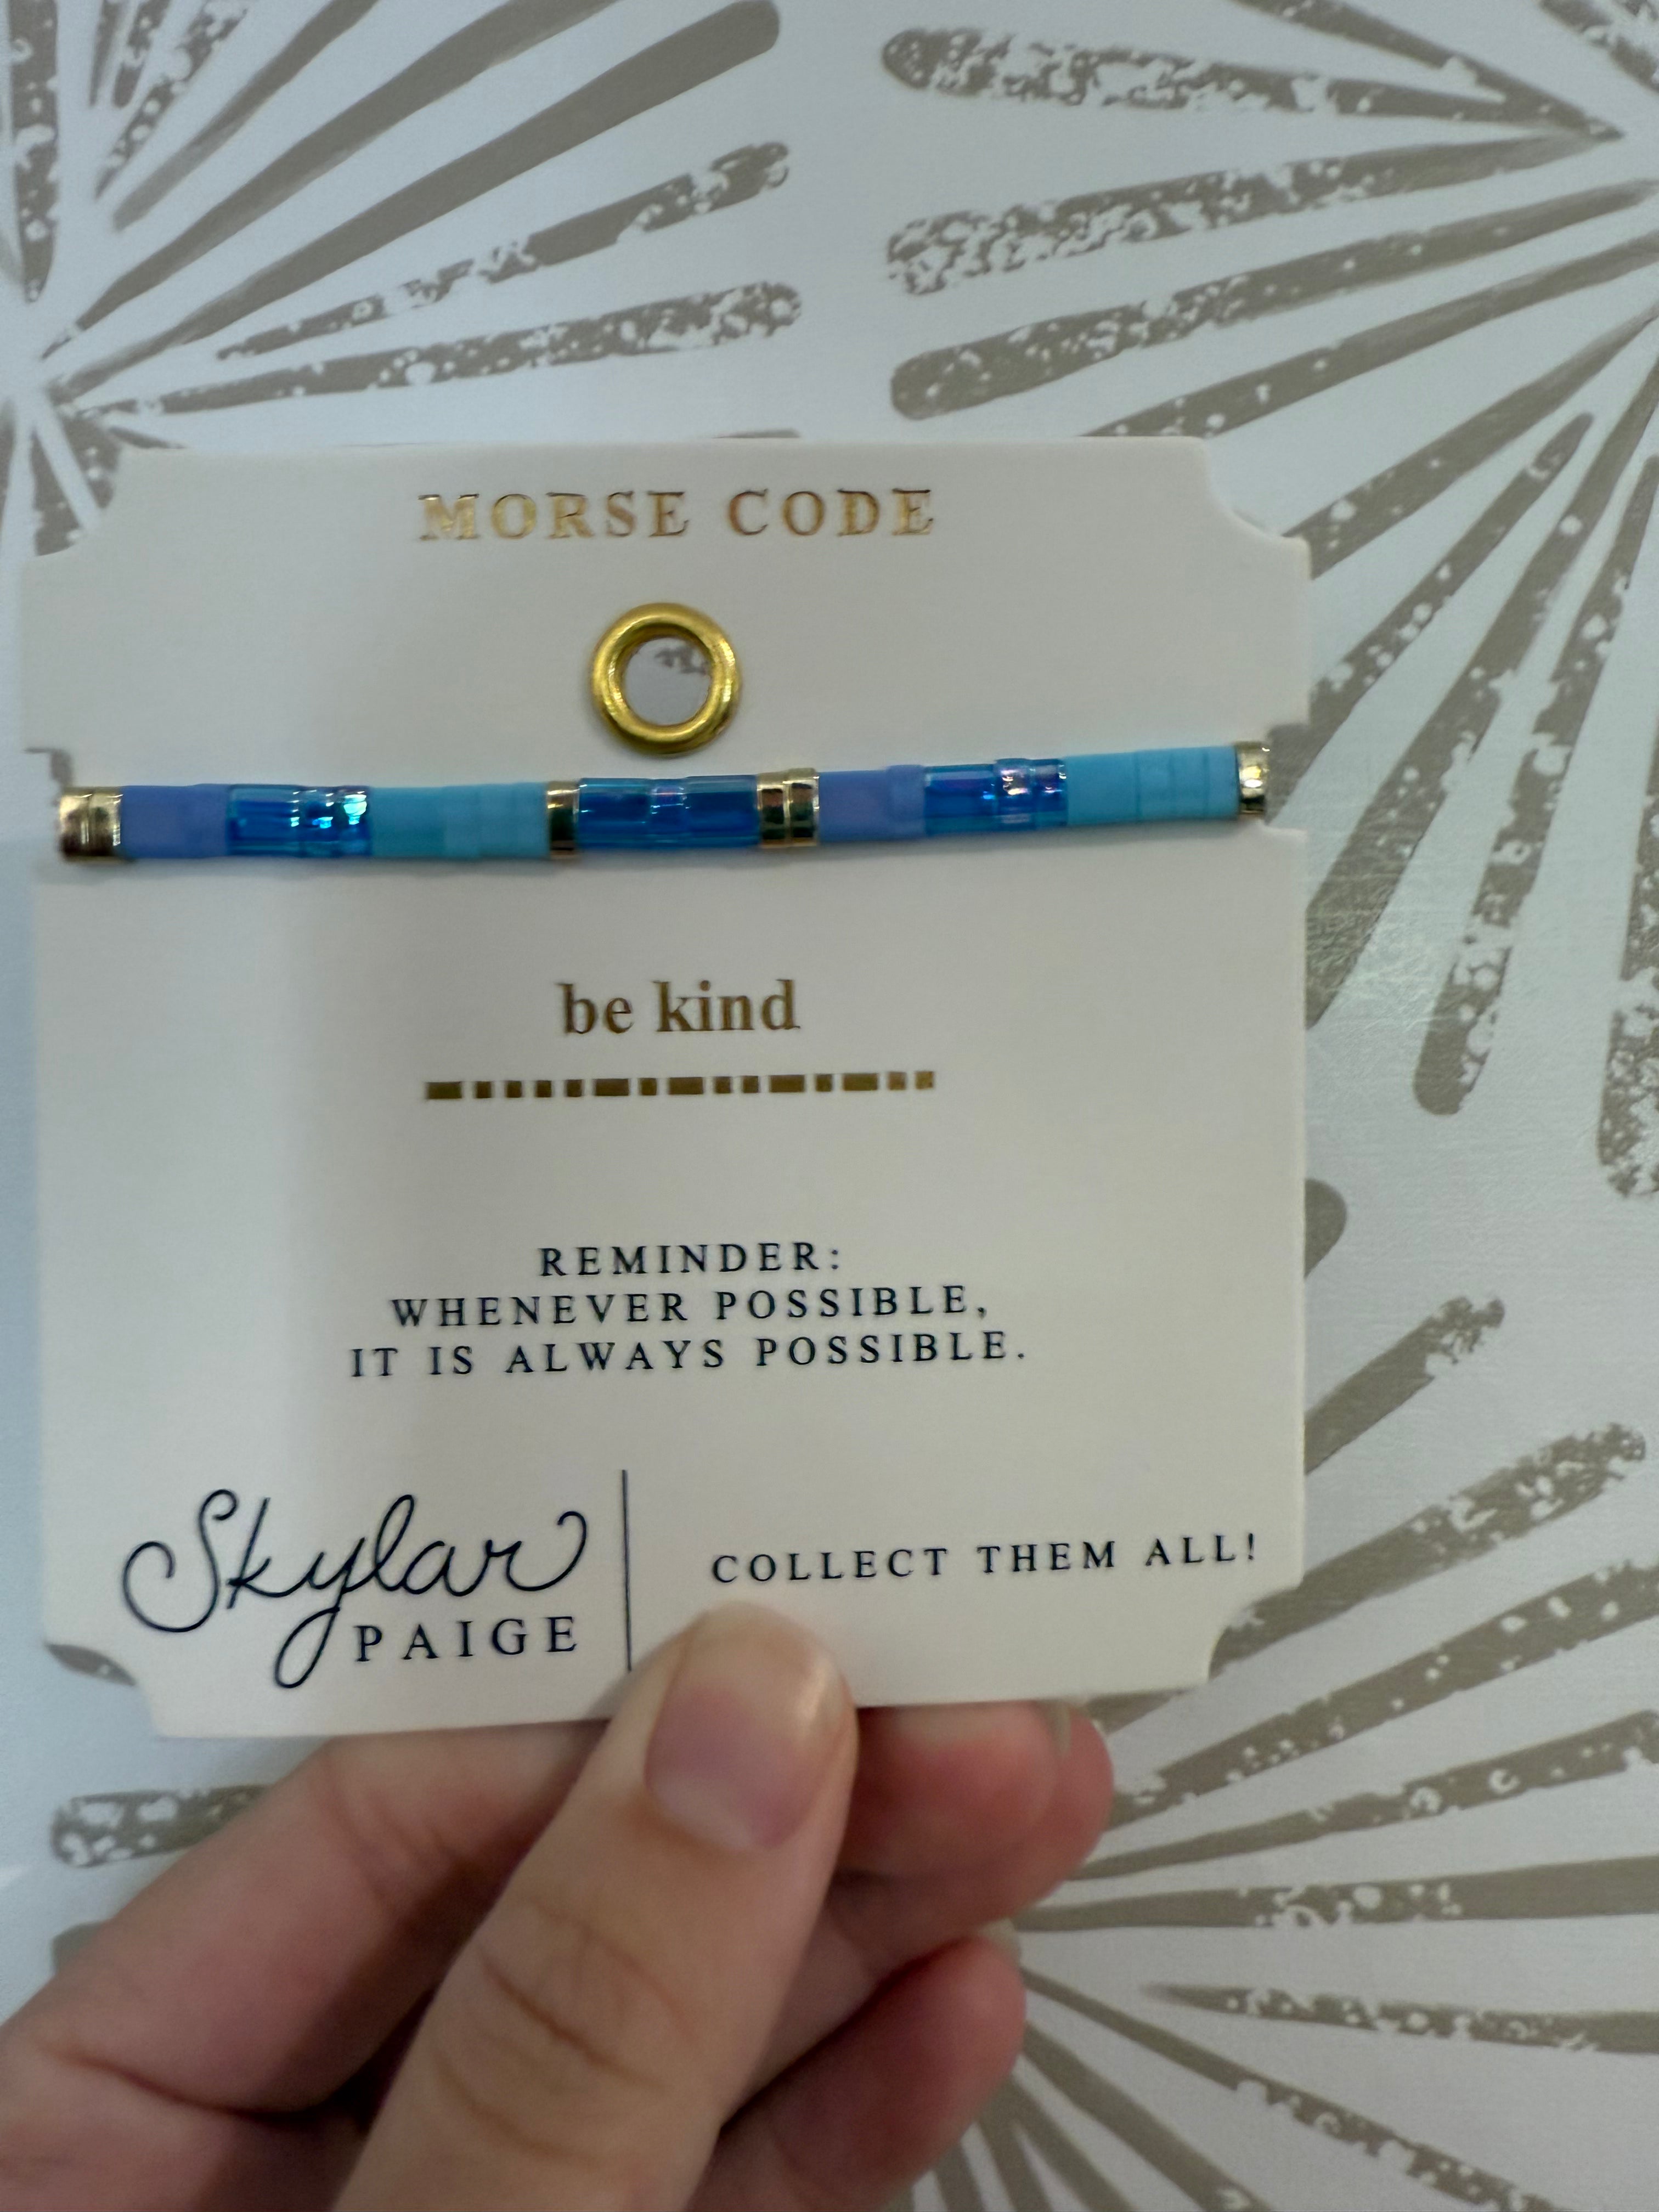 MORSE CODE
be kind
REMINDER:
WHENEVER POSSIBLE,
IT IS ALWAYS POSSIBLE.
Skylar
PAIGE
COLLECT THEM ALL!